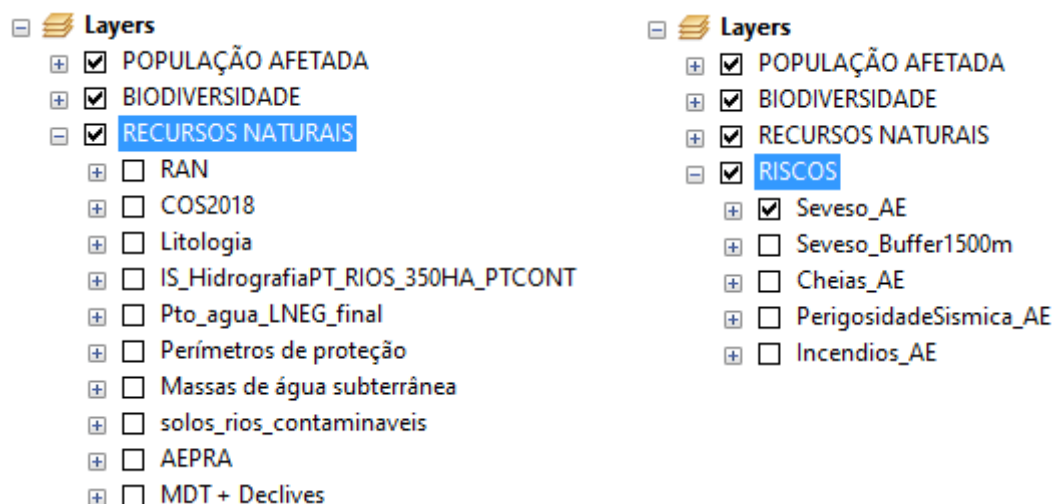 Layers
POPULAÇÃO AFETADA
BIODIVERSIDADE
RECURSOS NATURAIS
RAN
COS2018
Litologia
IS_HidrografiaPT_RIOS_350HA_PTCONT
Pto_agua_LNEG_final
Perímetros de proteção
Massas de água subterrânea
solos_rios_contaminaveis
AEPRA
MDT + Declives
Layers
POPULAÇÃO AFETADA
BIODIVERSIDADE
RECURSOS NATURAIS
RISCOS
Seveso_AE
Seveso_Buffer1500m
Cheias_AE
PerigosidadeSismica_AE
Incendios_AE